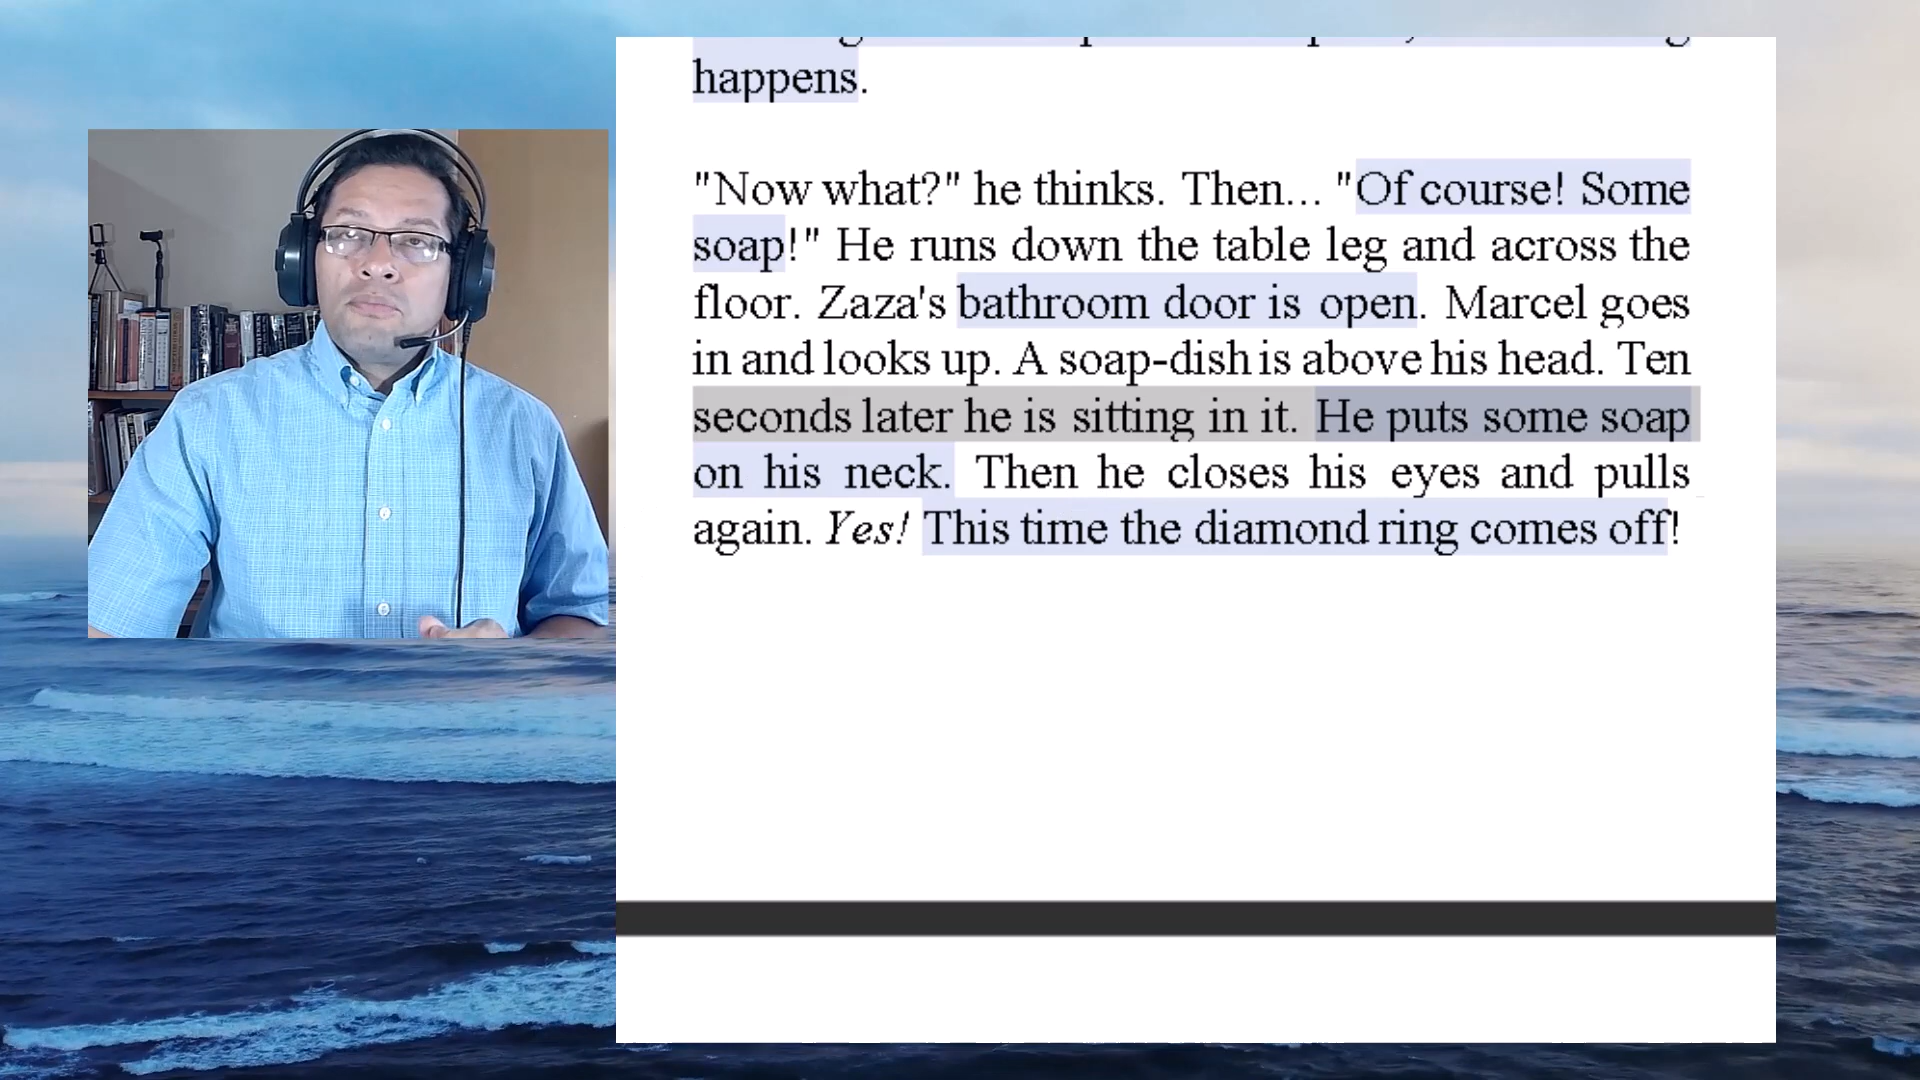 happens.
"Now what?" he thinks. Then... "Of course! Some
soap!" He runs down the table leg and across the
floor. Zaza's bathroom door is open. Marcel goes
in and looks up. A soap-dish is above his head. Ten
seconds later he is sitting in it. He puts some soap
on his neck. Then he closes his eyes and pulls
again. Yes! This time the diamond ring comes off!